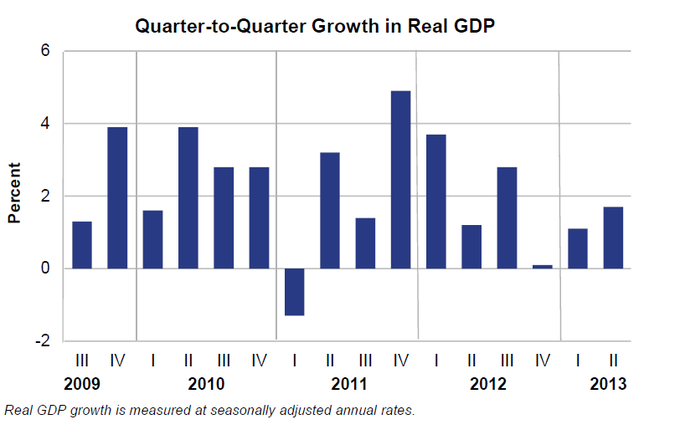 Quarter-to-Quarter Growth in Real GDP
6
4
2
0
-2
Percent
III IV I II III IV I II III IV I II III IV I II
2009 2010 2011 2012 2013
Real GDP growth is measured at seasonally adjusted annual rates.